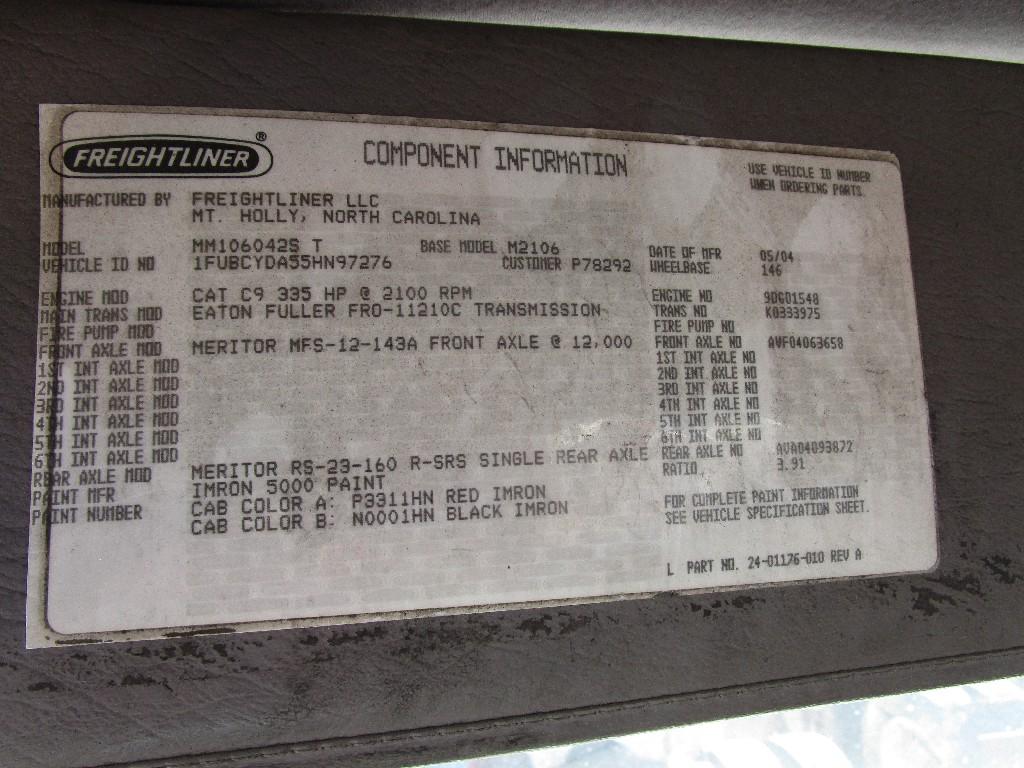 FREIGHTLINER ®
COMPONENT INFORMATION
USE VEHICLE ID NUMBER
WHEN ORDERING PARTS.
MANUFACTURED BY FREIGHTLINER LLC
MT. HOLLY, NORTH CAROLINA
MODEL MM106042S T BASE MODEL M2106 DATE OF MFR 05/04
VEHICLE ID NO 1FUBCYDA55HN97276 CUSTOMER P78292 WHEELBASE 146
ENGINE MOD CAT C9 335 HP @ 2100 RPM ENGINE NO 9DG01548
MAIN TRANS MOD EATON FULLER FRO-11210C TRANSMISSION TRANS NO K0333975
FIRE PUMP MOD FIRE PUMP NO
FRONT AXLE MOD MERITOR MFS-12-143A FRONT AXLE @ 12,000 FRONT AXLE NO AVF04063658
1ST INT AXLE MOD 1ST INT AXLE NO
2ND INT AXLE MOD 2ND INT AXLE NO
3RD INT AXLE MOD 3RD INT AXLE NO
4TH INT AXLE MOD 4TH INT AXLE NO
5TH INT AXLE MOD 5TH INT AXLE NO
6TH INT AXLE MOD 6TH INT AXLE NO
REAR AXLE MOD MERITOR RS-23-160 R-SRS SINGLE REAR AXLE REAR AXLE NO AVA04093872
RATIO 3.91
PAINT MFR IMRON 5000 PAINT
PAINT NUMBER CAB COLOR A: P3311HN RED IMRON
CAB COLOR B: N0001HN BLACK IMRON
FOR COMPLETE PAINT INFORMATION
SEE VEHICLE SPECIFICATION SHEET.
L PART NO. 24-01176-010 REV A